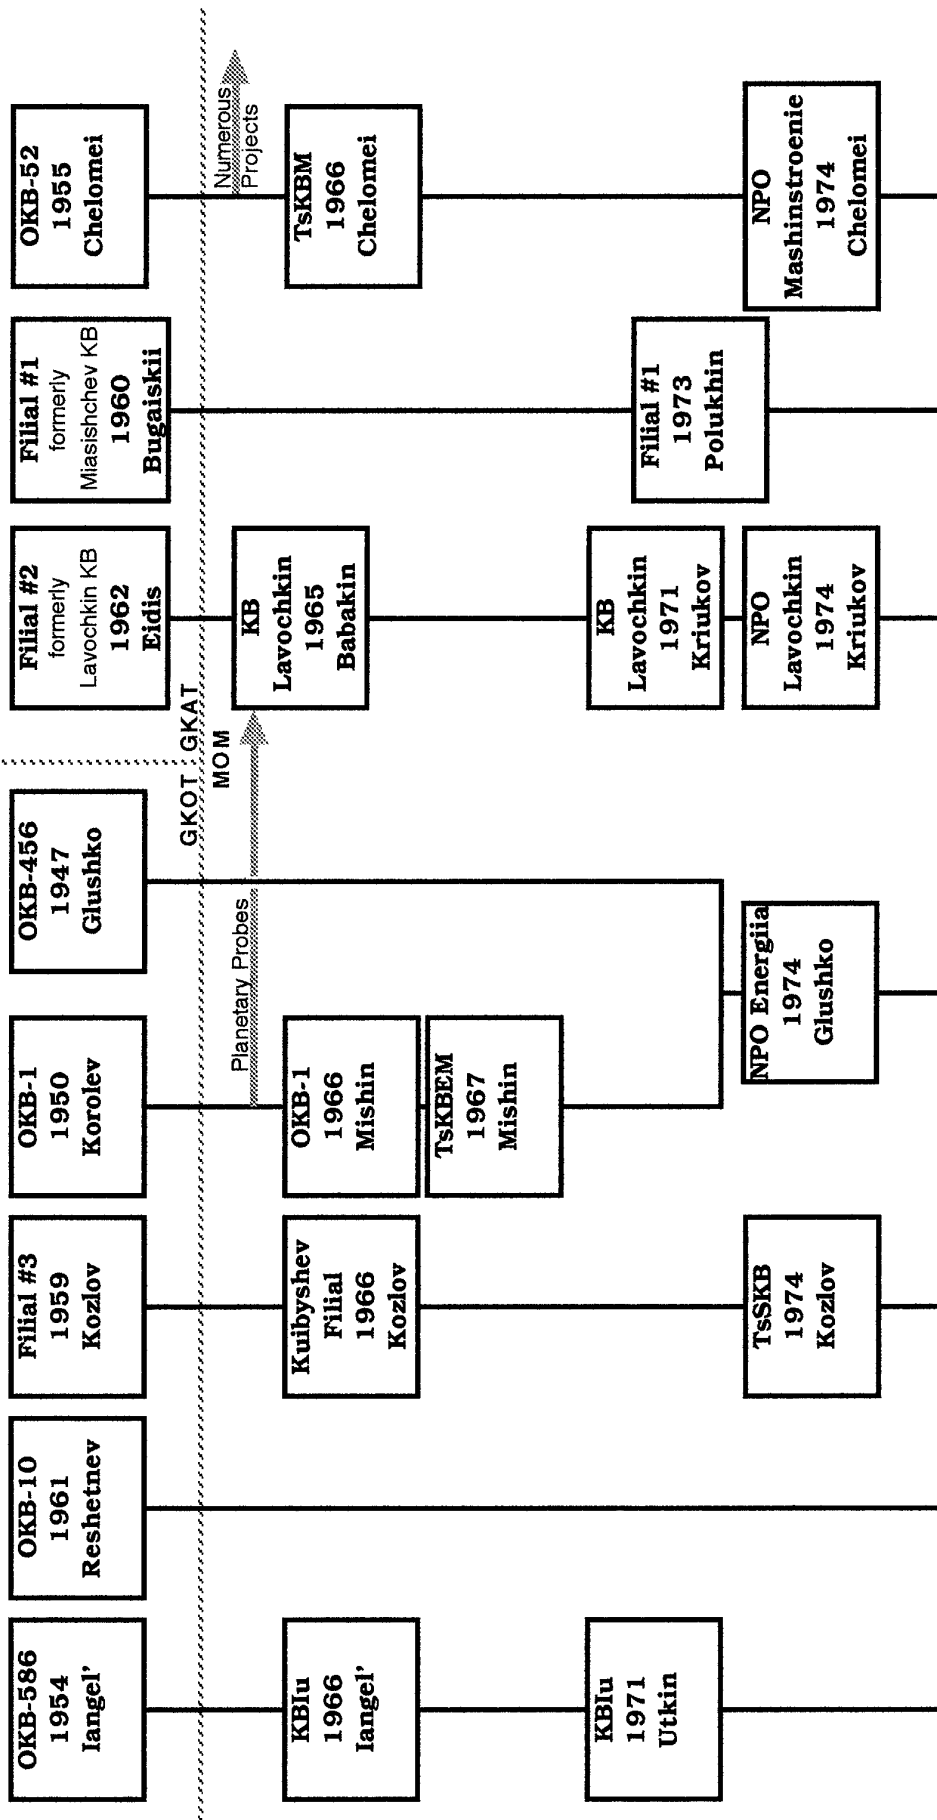 OKB-586
1954
Iangel'
OKB-10
1961
Reshetnev
Filial #3
1959
Kozlov
OKB-1
1950
Korolev
OKB-456
1947
Glushko
Filial #2
formerly
Lavochkin KB
1962
Eidis
Filial #1
formerly
Miasishchev KB
1960
Bugaiskii
OKB-52
1955
Chelomei
GKOT
GKAT
MOM
Planetary Probes
Numerous
Projects
KB
Lavochkin
1965
Babakin
KBIu
1966
Iangel'
Kuibyshev
Filial
1966
Kozlov
OKB-1
1966
Mishin
TsKBM
1966
Chelomei
TsKBEM
1967
Mishin
KBIu
1971
Utkin
KB
Lavochkin
1971
Kriukov
Filial #1
1973
Polukhin
TsSKB
1974
Kozlov
NPO Energiia
1974
Glushko
NPO
Lavochkin
1974
Kriukov
NPO
Mashinstroenie
1974
Chelomei